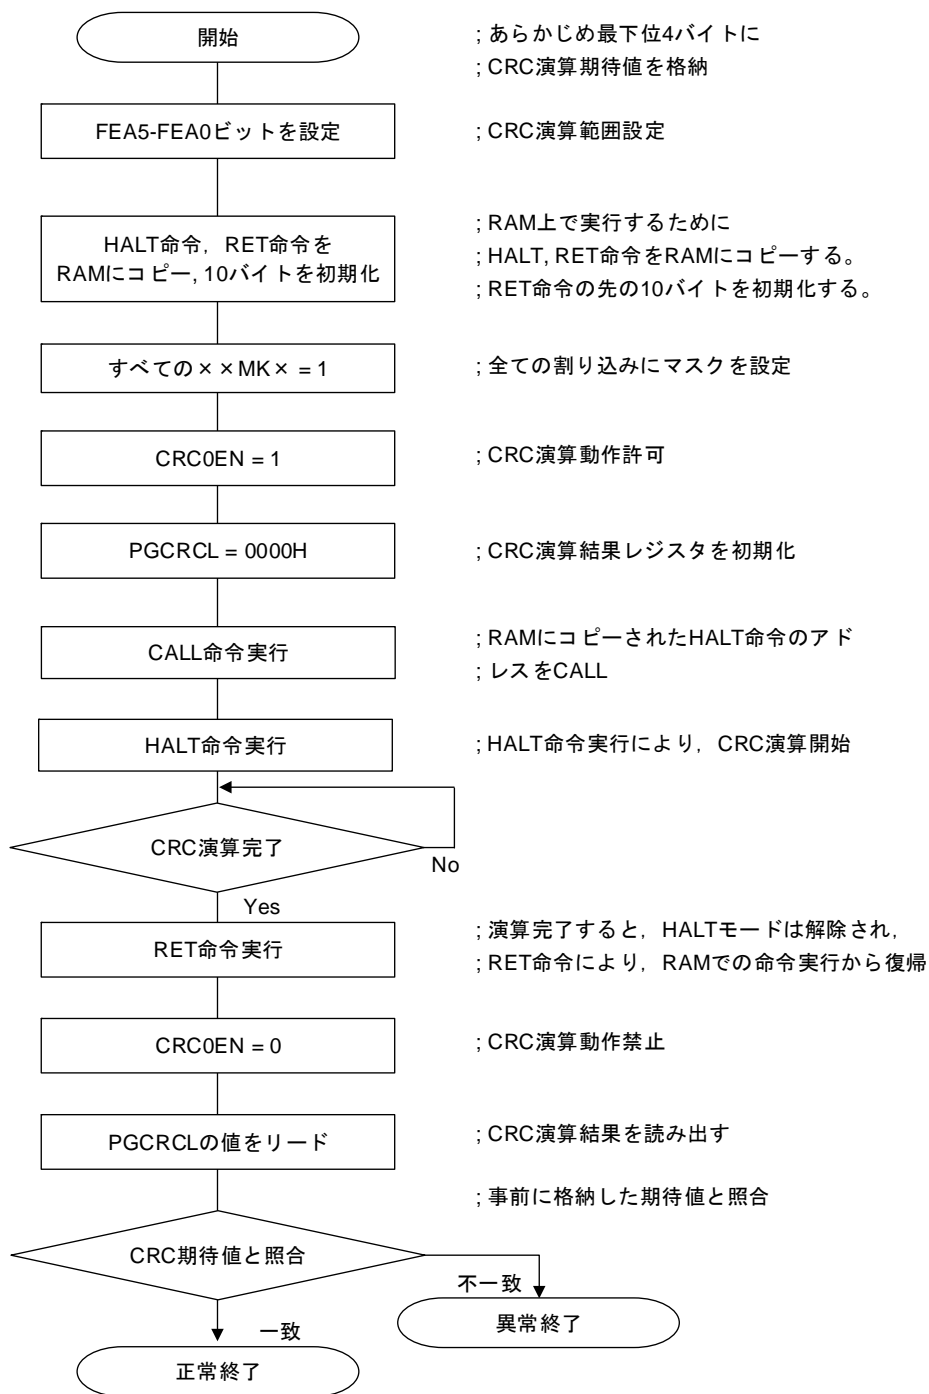 開始
; あらかじめ最下位4バイトに
; CRC演算期待値を格納
FEA5-FEA0ビットを設定
; CRC演算範囲設定
HALT命令，RET命令を
RAMにコピー, 10バイトを初期化
; RAM上で実行するために
; HALT, RET命令をRAMにコピーする。
; RET命令の先の10バイトを初期化する。
すべての××MK× = 1
; 全ての割り込みにマスクを設定
CRC0EN = 1
; CRC演算動作許可
PGCRCL = 0000H
; CRC演算結果レジスタを初期化
CALL命令実行
; RAMにコピーされたHALT命令のアド
; レスをCALL
HALT命令実行
; HALT命令実行により，CRC演算開始
CRC演算完了
No
Yes
RET命令実行
; 演算完了すると，HALTモードは解除され，
; RET命令により，RAMでの命令実行から復帰
CRC0EN = 0
; CRC演算動作禁止
PGCRCLの値をリード
; CRC演算結果を読み出す
; 事前に格納した期待値と照合
CRC期待値と照合
不一致
異常終了
一致
正常終了